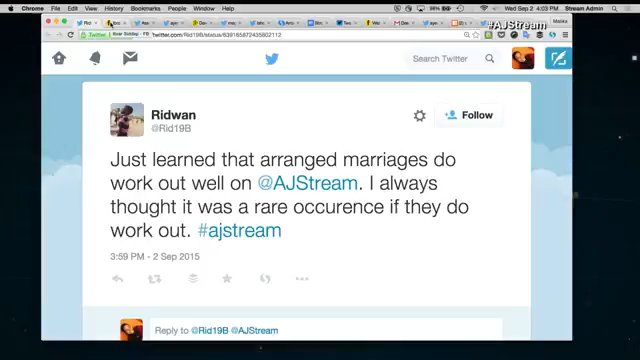 Chrome File Edit View History Bookmarks People Window Help
Wed Sep 2 4:03 PM Stream Admin
#AJStream
Search Twitter
Ridwan
@Rid19B
Follow
Just learned that arranged marriages do
work out well on @AJStream. I always
thought it was a rare occurence if they do
work out. #ajstream
3:59 PM - 2 Sep 2015
Reply to @Rid19B @AJStream